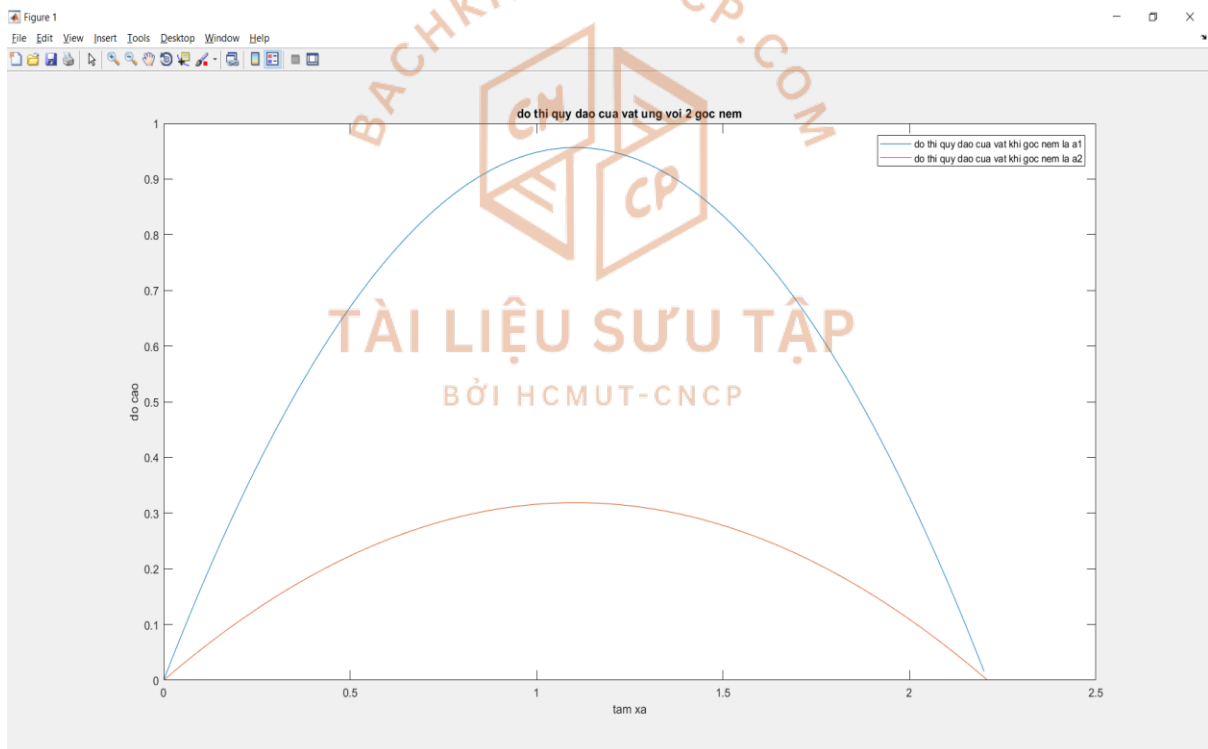 Figure 1
File Edit View Insert Tools Desktop Window Help
BACHKH CP.COM
do thi quy dao cua vat ung voi 2 goc nem
do thi quy dao cua vat khi goc nem la a1
do thi quy dao cua vat khi goc nem la a2
CN
CP
TÀI LIỆU SƯU TẬP
BỞI HCMUT-CNCP
do cao
1
0.9
0.8
0.7
0.6
0.5
0.4
0.3
0.2
0.1
0
0 0.5 1 1.5 2 2.5
tam xa